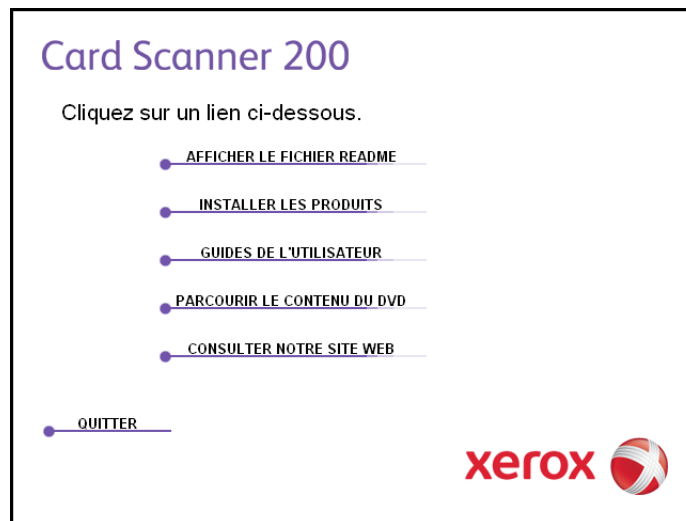 Card Scanner 200
Cliquez sur un lien ci-dessous.
AFFICHER LE FICHIER README
INSTALLER LES PRODUITS
GUIDES DE L'UTILISATEUR
PARCOURIR LE CONTENU DU DVD
CONSULTER NOTRE SITE WEB
QUITTER
xerox